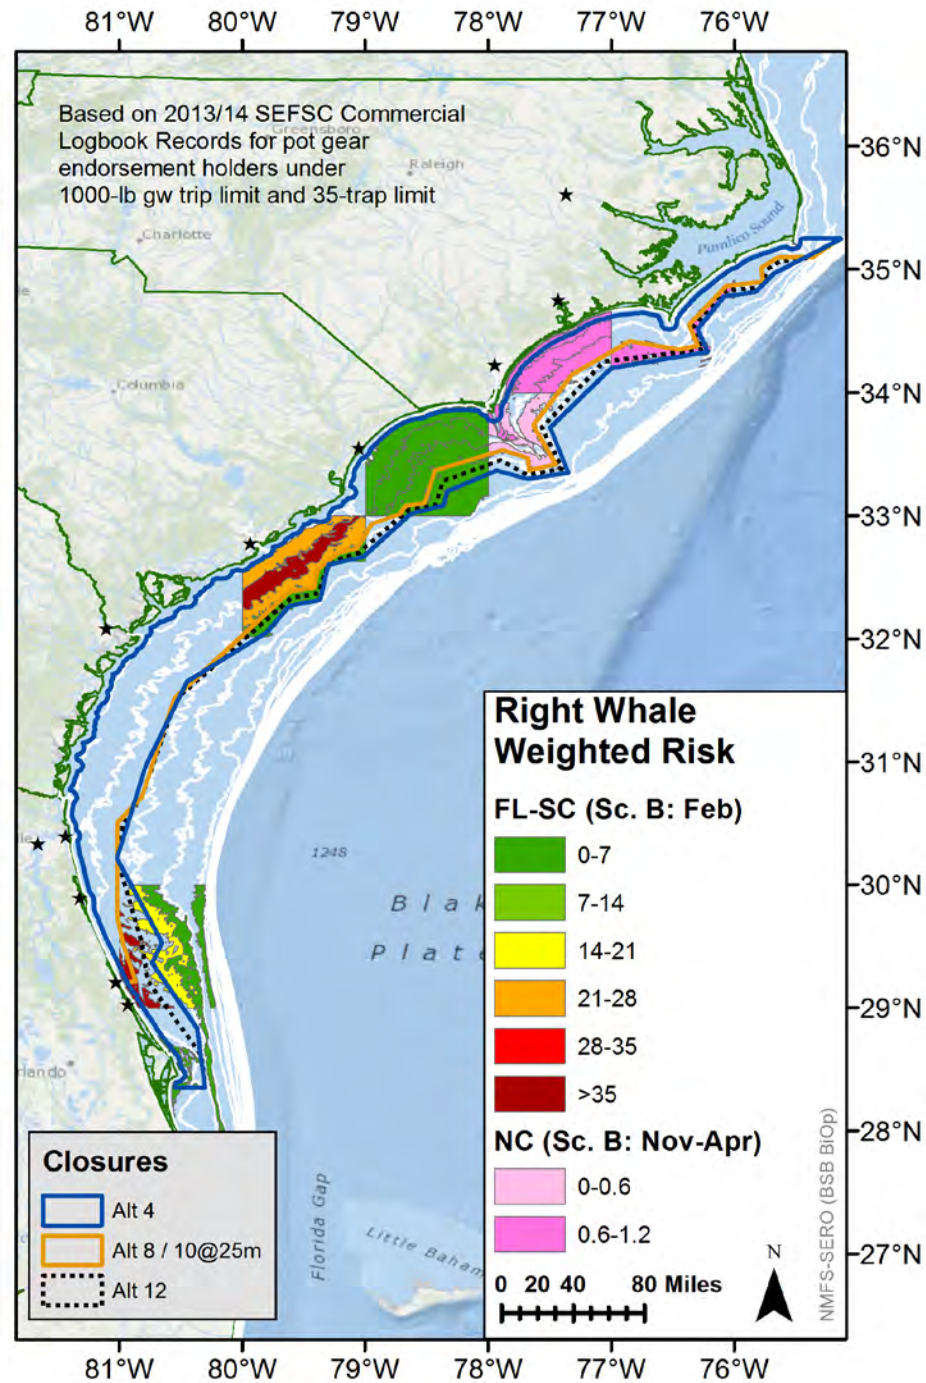 81°W 80°W 79°W 78°W 77°W 76°W
Based on 2013/14 SEFSC Commercial
Logbook Records for pot gear
endorsement holders under
1000-lb gw trip limit and 35-trap limit
Greensboro
Raleigh
Charlotte
Columbia
Pamlico Sound
36°N
35°N
34°N
33°N
32°N
31°N
30°N
29°N
28°N
27°N
1248
Blak
Plate
Florida Gap
Little Baham
Right Whale
Weighted Risk
FL-SC (Sc. B: Feb)
0-7
7-14
14-21
21-28
28-35
>35
NC (Sc. B: Nov-Apr)
0-0.6
0.6-1.2
0 20 40 80 Miles
N
NMFS-SERO (BSB BiOp)
Closures
Alt 4
Alt 8 / 10@25m
Alt 12
81°W 80°W 79°W 78°W 77°W 76°W